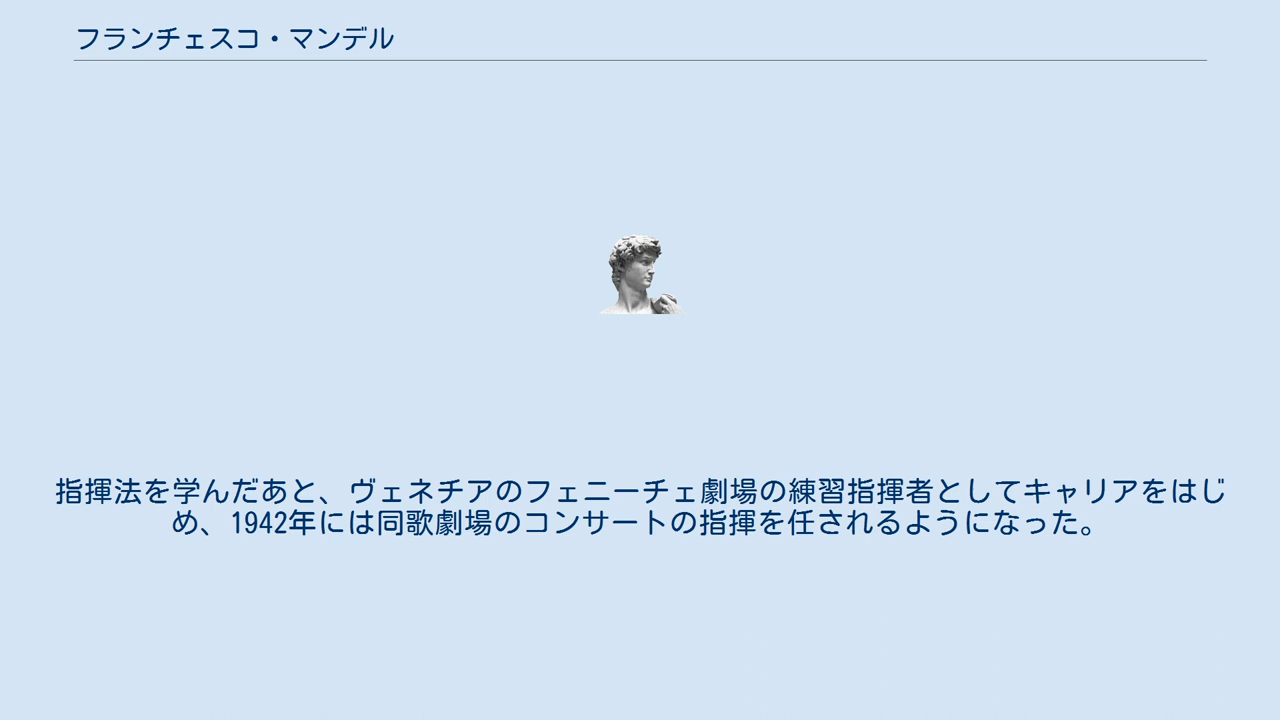 フランチェスコ・マンデル
指揮法を学んだあと、ヴェネチアのフェニーチェ劇場の練習指揮者としてキャリアをはじ
め、1942年には同歌劇場のコンサートの指揮を任されるようになった。